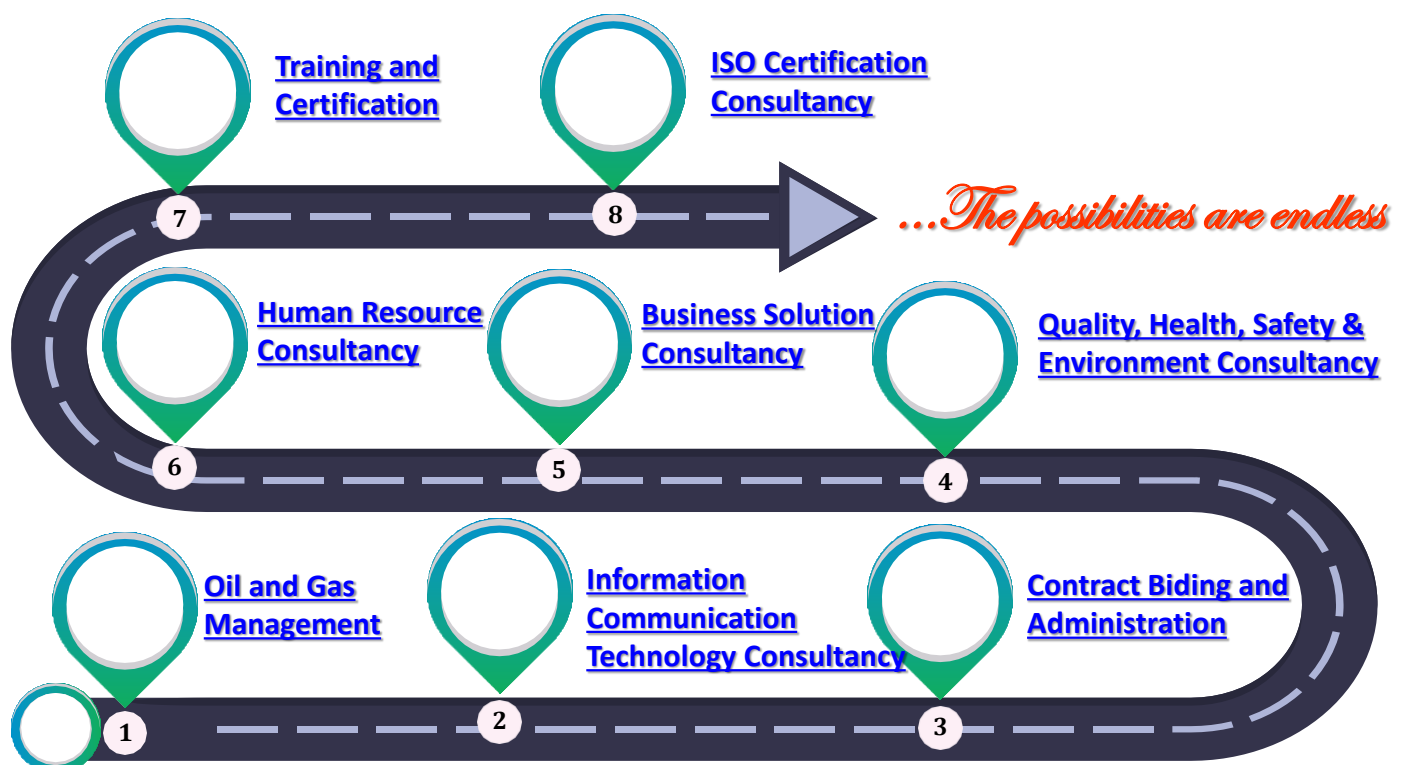 Training and
Certification
ISO Certification
Consultancy
7
8
...The possibilities are endless
Human Resource
Consultancy
Business Solution
Consultancy
Quality, Health, Safety &
Environment Consultancy
6
5
4
Oil and Gas
Management
Information
Communication
Technology Consultancy
Contract Biding and
Administration
1
2
3